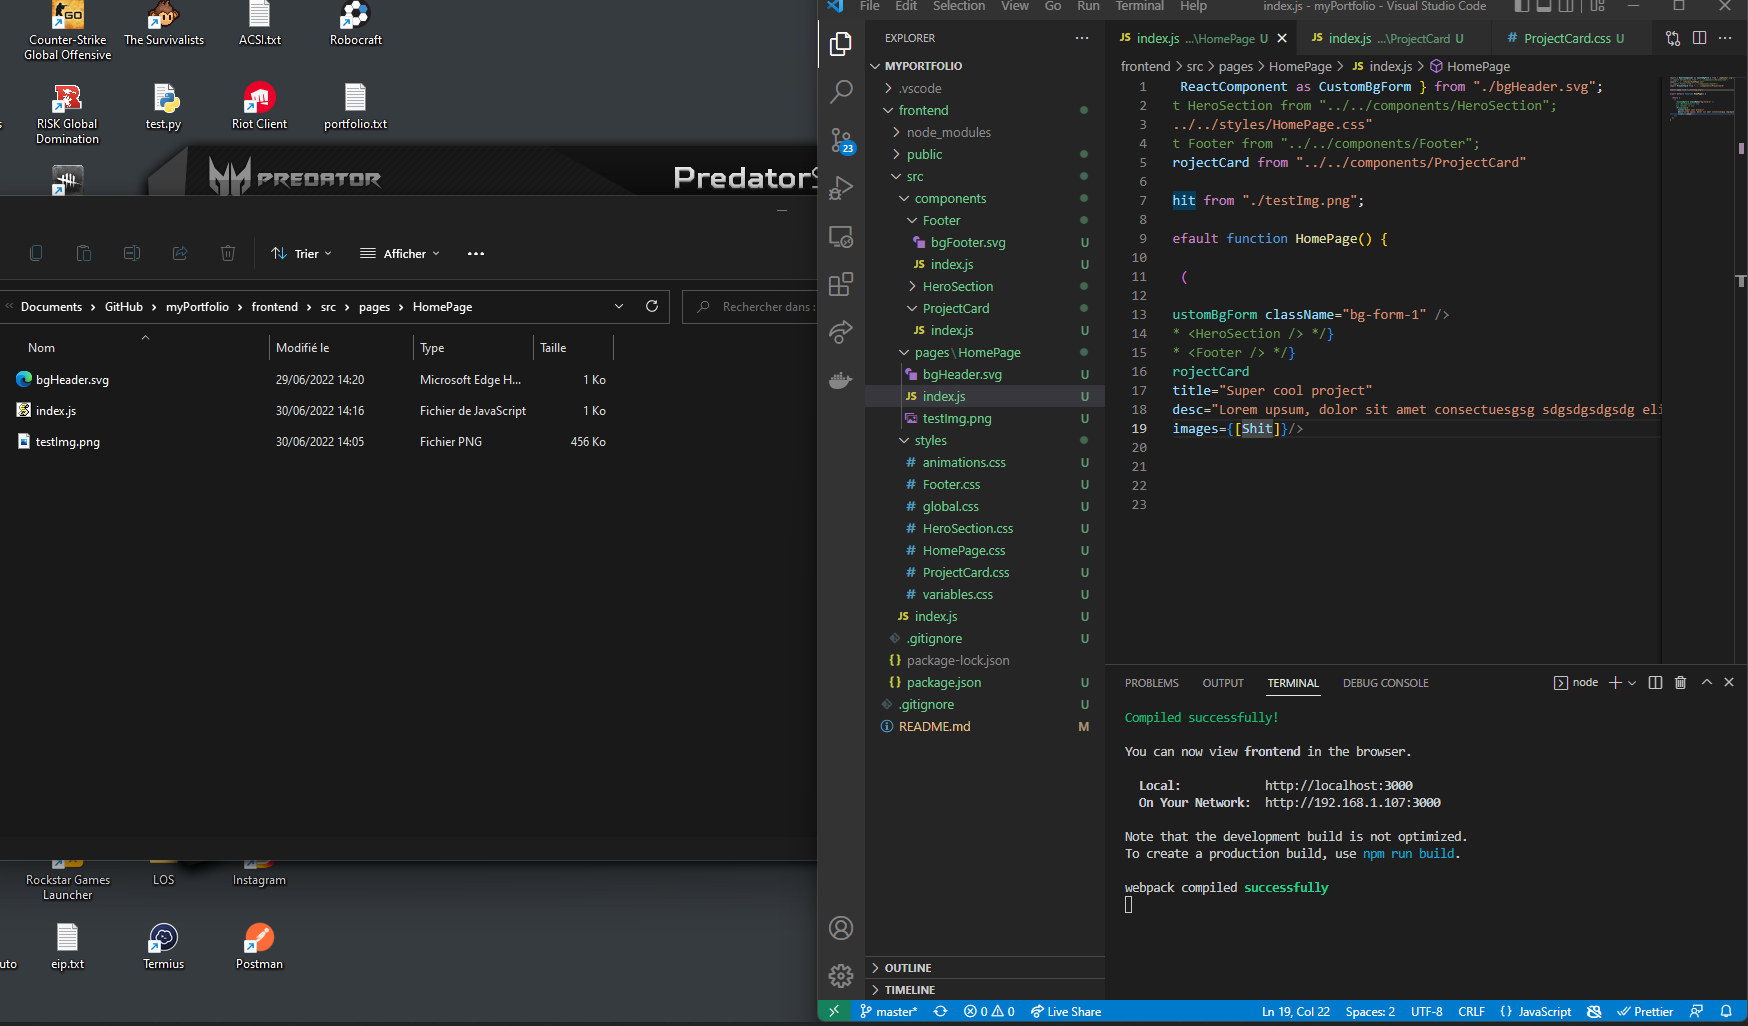 Counter-Strike
Global Offensive
The Survivalists
ACSI.txt
Robocraft
RISK Global
Domination
test.py
Riot Client
portfolio.txt
PREDATOR
Predator
Trier
Afficher
Documents
GitHub
myPortfolio
frontend
src
pages
HomePage
Rechercher dans :
Nom
Modifié le
Type
Taille
bgHeader.svg
29/06/2022 14:20
Microsoft Edge H...
1 Ko
index.js
30/06/2022 14:16
Fichier de JavaScript
1 Ko
testImg.png
30/06/2022 14:05
Fichier PNG
456 Ko
Rockstar Games
Launcher
LOS
Instagram
uto
eip.txt
Termius
Postman
File Edit Selection View Go Run Terminal Help
index.js - myPortfolio - Visual Studio Code
23
EXPLORER
MYPORTFOLIO
.vscode
frontend
node_modules
public
src
components
Footer
bgFooter.svg U
JS index.js U
HeroSection
ProjectCard
JS index.js U
pages\HomePage
bgHeader.svg U
JS index.js U
testImg.png U
styles
# animations.css U
# Footer.css U
# global.css U
# HeroSection.css U
# HomePage.css U
# ProjectCard.css U
# variables.css U
JS index.js U
.gitignore U
{} package-lock.json
{} package.json U
.gitignore U
README.md M
OUTLINE
TIMELINE
JS index.js ...\HomePage U
JS index.js ...\ProjectCard U
# ProjectCard.css U
frontend > src > pages > HomePage > JS index.js > HomePage
1 ReactComponent as CustomBgForm } from "./bgHeader.svg";
2 t HeroSection from "../../components/HeroSection";
3 ../../styles/HomePage.css"
4 t Footer from "../../components/Footer";
5 rojectCard from "../../components/ProjectCard"
6
7 hit from "./testImg.png";
8
9 efault function HomePage() {
10
11 (
12
13 ustomBgForm className="bg-form-1" />
14 * <HeroSection /> */}
15 * <Footer /> */}
16 rojectCard
17 title="Super cool project"
18 desc="Lorem upsum, dolor sit amet consectuesgsg sdgsdgsdgsdg eli
19 images={[Shit]}/>
20
21
22
23
PROBLEMS OUTPUT TERMINAL DEBUG CONSOLE
node
Compiled successfully!
You can now view frontend in the browser.
Local: http://localhost:3000
On Your Network: http://192.168.1.107:3000
Note that the development build is not optimized.
To create a production build, use npm run build.
webpack compiled successfully
master*
0 0
Live Share
Ln 19, Col 22
Spaces: 2
UTF-8
CRLF
{} JavaScript
Prettier